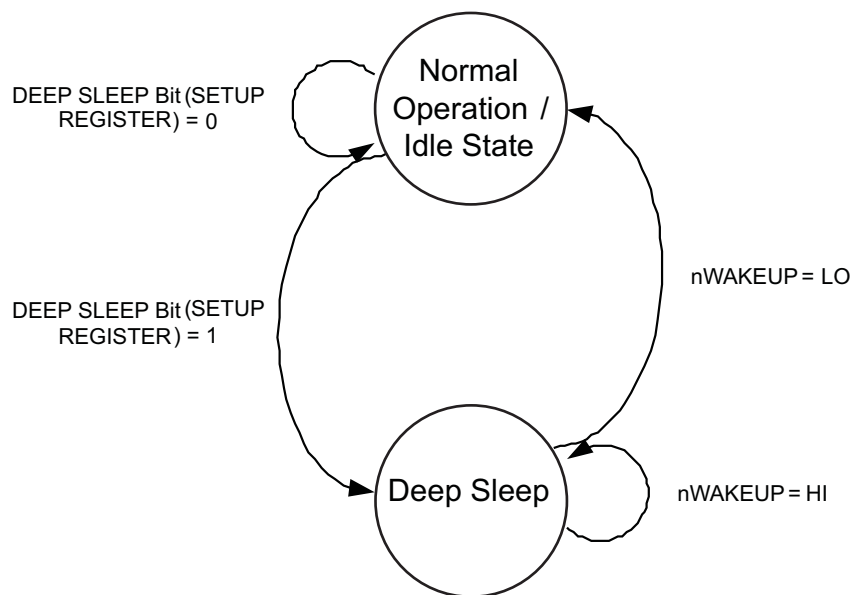 Normal
Operation / 
Idle State
DEEP SLEEP Bit (SETUP
REGISTER) = 0
nWAKEUP = LO
DEEP SLEEP Bit (SETUP
REGISTER) = 1
Deep Sleep
nWAKEUP = HI